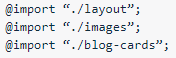 @import “./layout”;
@import “./images”;
@import “./blog-cards”;